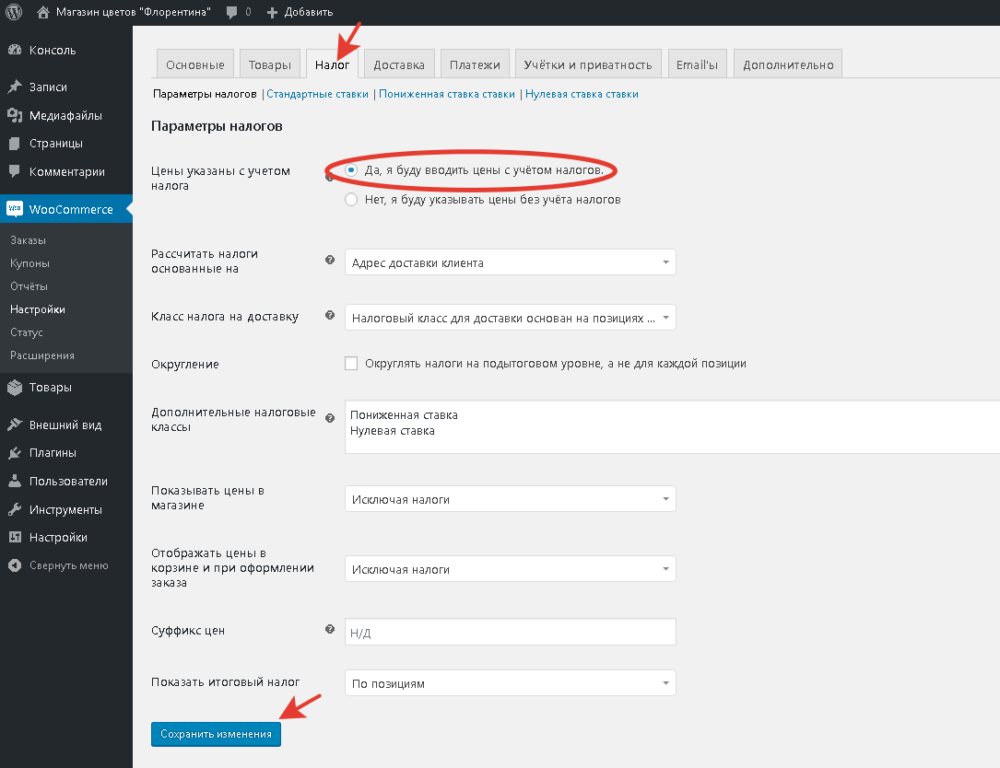 Магазин цветов "Флорентина" 0 Добавить
Консоль
Записи
Медиафайлы
Страницы
Комментарии
Woo WooCommerce
Заказы
Купоны
Отчёты
Настройки
Статус
Расширения
Товары
Внешний вид
Плагины
Пользователи
Инструменты
Настройки
Свернуть меню
Основные Товары Налог Доставка Платежи Учётки и приватность Email'ы Дополнительно
Параметры налогов | Стандартные ставки | Пониженная ставка ставки | Нулевая ставка ставки
Параметры налогов
Цены указаны с учетом
налога
Да, я буду вводить цены с учётом налогов.
Нет, я буду указывать цены без учёта налогов
Рассчитать налоги
основанные на
Адрес доставки клиента
Класс налога на доставку
Налоговый класс для доставки основан на позициях ...
Округление
Округлять налоги на подытоговом уровне, а не для каждой позиции
Дополнительные налоговые
классы
Пониженная ставка
Нулевая ставка
Показывать цены в
магазине
Исключая налоги
Отображать цены в
корзине и при оформлении
заказа
Исключая налоги
Суффикс цен
Н/Д
Показать итоговый налог
По позициям
Сохранить изменения